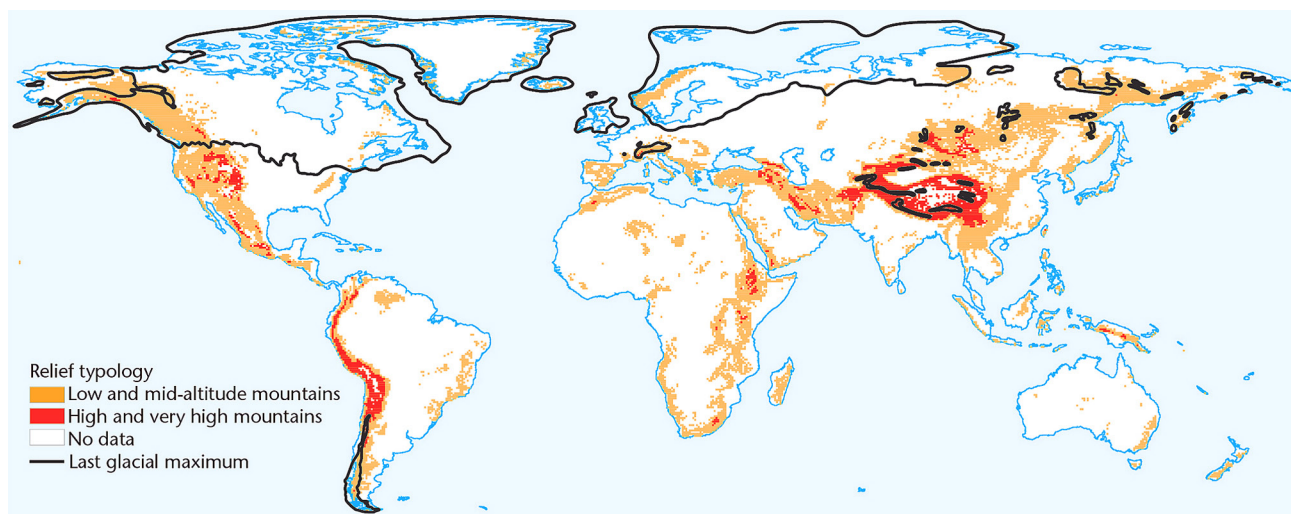 Relief typology
Low and mid-altitude mountains
High and very high mountains
No data
Last glacial maximum